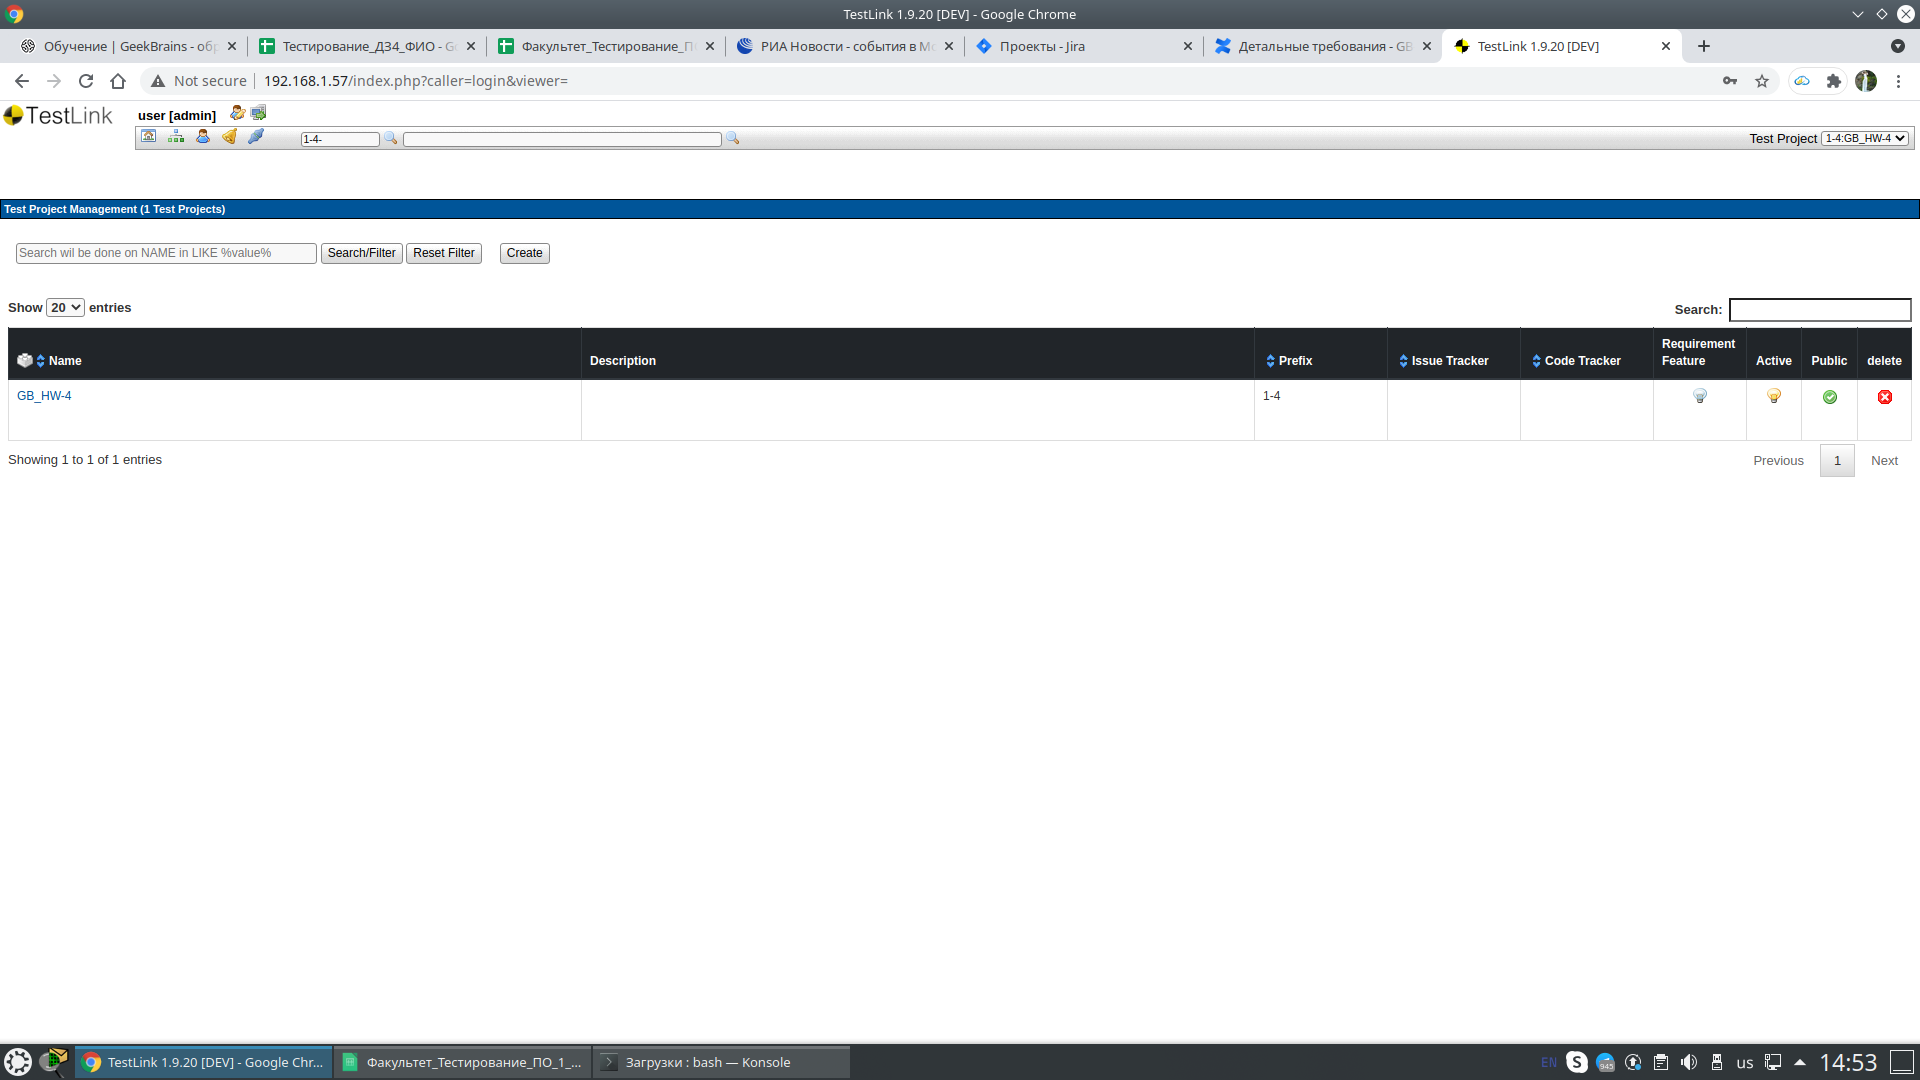 TestLink 1.9.20 [DEV] - Google Chrome
Обучение | GeekBrains - об
Тестирование_ДЗ4_ФИО - Go
Факультет_Тестирование_П
РИА Новости - события в Мо
Проекты - Jira
Детальные требования - GB
TestLink 1.9.20 [DEV]
Not secure
192.168.1.57/index.php?caller=login&viewer=
TestLink
user [admin]
1-4-
Test Project
1-4:GB_HW-4
Test Project Management (1 Test Projects)
Search wil be done on NAME in LIKE %value%
Search/Filter
Reset Filter
Create
Show 20 entries
Search:
Name
Description
Prefix
Issue Tracker
Code Tracker
Requirement
Feature
Active
Public
delete
GB_HW-4
1-4
Showing 1 to 1 of 1 entries
Previous
1
Next
TestLink 1.9.20 [DEV] - Google Chr...
Факультет_Тестирование_ПО_1_...
Загрузки : bash — Konsole
EN
945
us
14:53